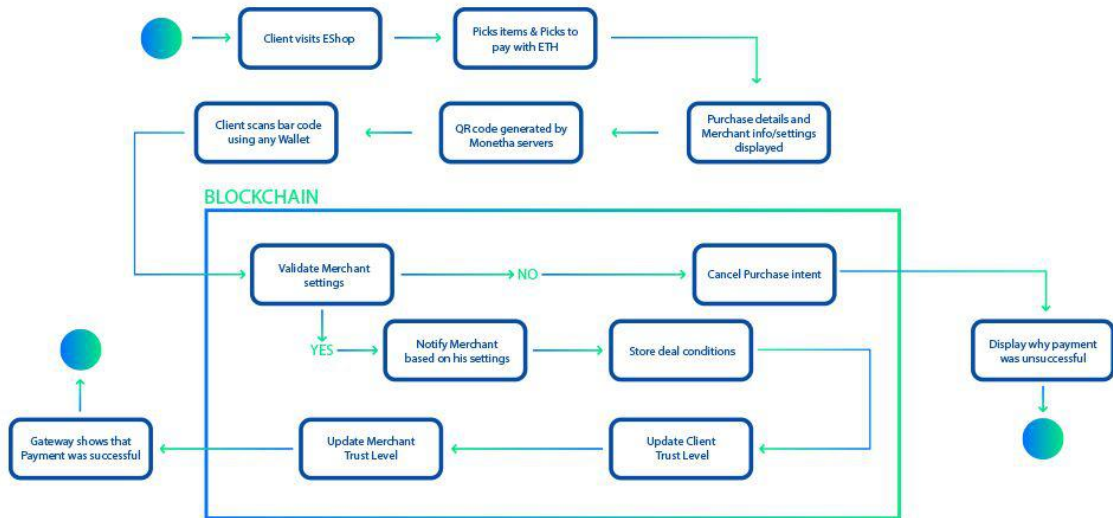 Client visits EShop
Picks items & Picks to
pay with ETH
Purchase details and
Merchant info/settings
displayed
QR code generated by
Monetha servers
Client scans bar code
using any Wallet
BLOCKCHAIN
Validate Merchant
settings
NO
Cancel Purchase intent
Display why payment
was unsuccessful
YES
Notify Merchant
based on his settings
Store deal conditions
Update Client
Trust Level
Update Merchant
Trust Level
Gateway shows that
Payment was successful